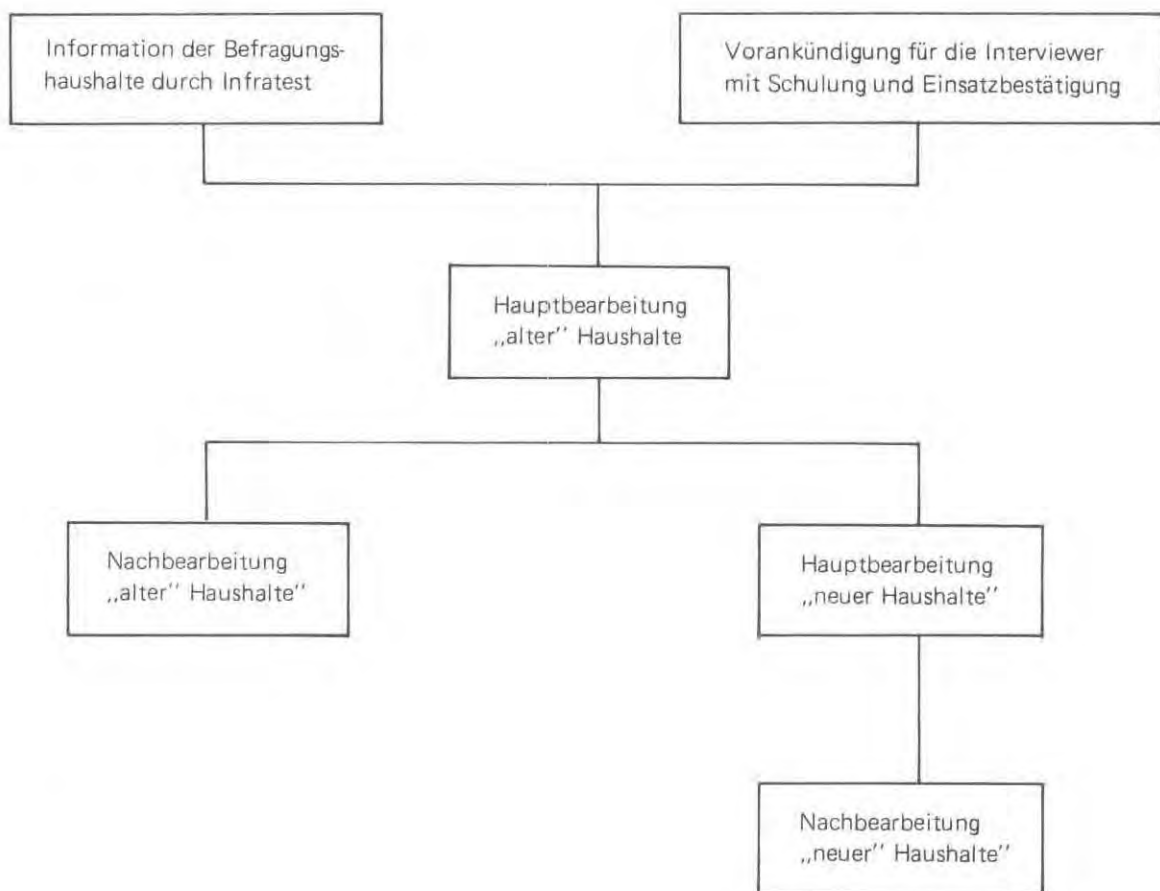 Information der Befragungs-
haushalte durch Infratest
Vorankündigung für die Interviewer
mit Schulung und Einsatzbestätigung
Hauptbearbeitung
,,alter'' Haushalte
Nachbearbeitung
,,alter'' Haushalte''
Hauptbearbeitung
,,neuer Haushalte''
Nachbearbeitung
,,neuer'' Haushalte''